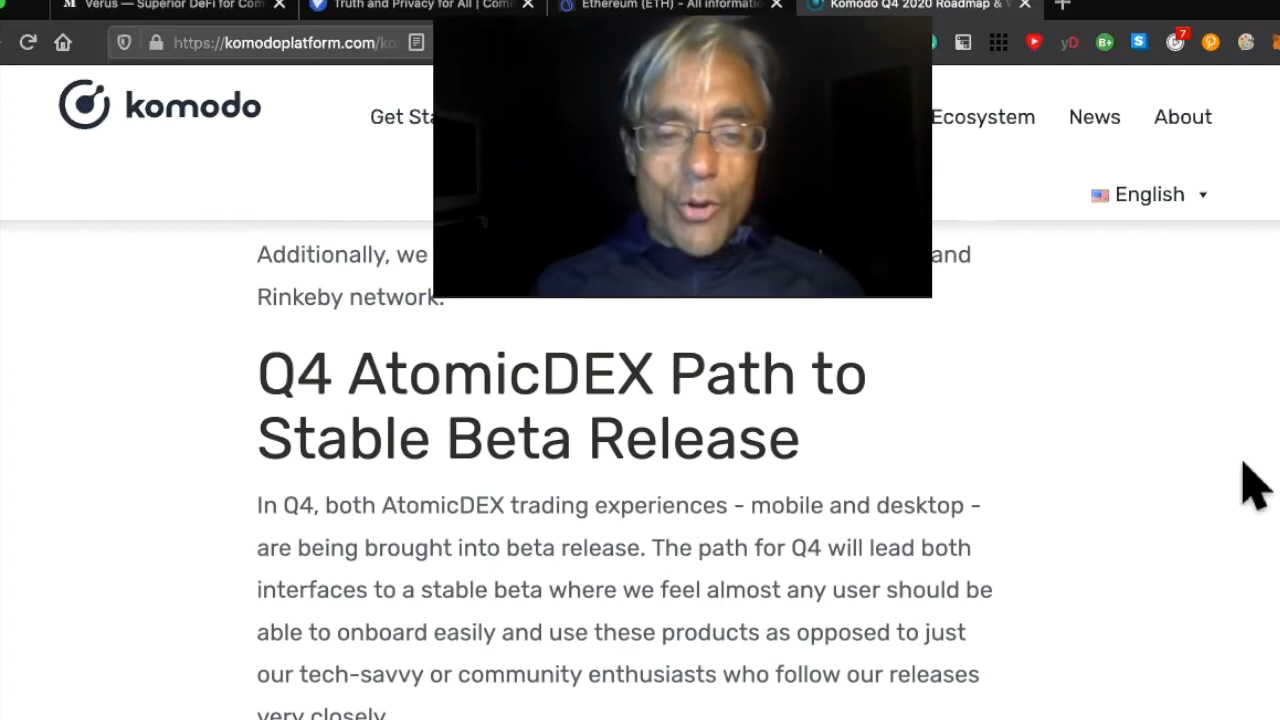 Verus — Superior DeFi for Com
Truth and Privacy for All | Com
Ethereum (ETH) - All informati
Komodo Q4 2020 Roadmap &
https://komodoplatform.com/ko
yD
B+
S
7
komodo
Get Sta
Ecosystem
News
About
English
Additionally, we
and
Rinkeby network.
Q4 AtomicDEX Path to
Stable Beta Release
In Q4, both AtomicDEX trading experiences - mobile and desktop -
are being brought into beta release. The path for Q4 will lead both
interfaces to a stable beta where we feel almost any user should be
able to onboard easily and use these products as opposed to just
our tech-savvy or community enthusiasts who follow our releases
very closely.